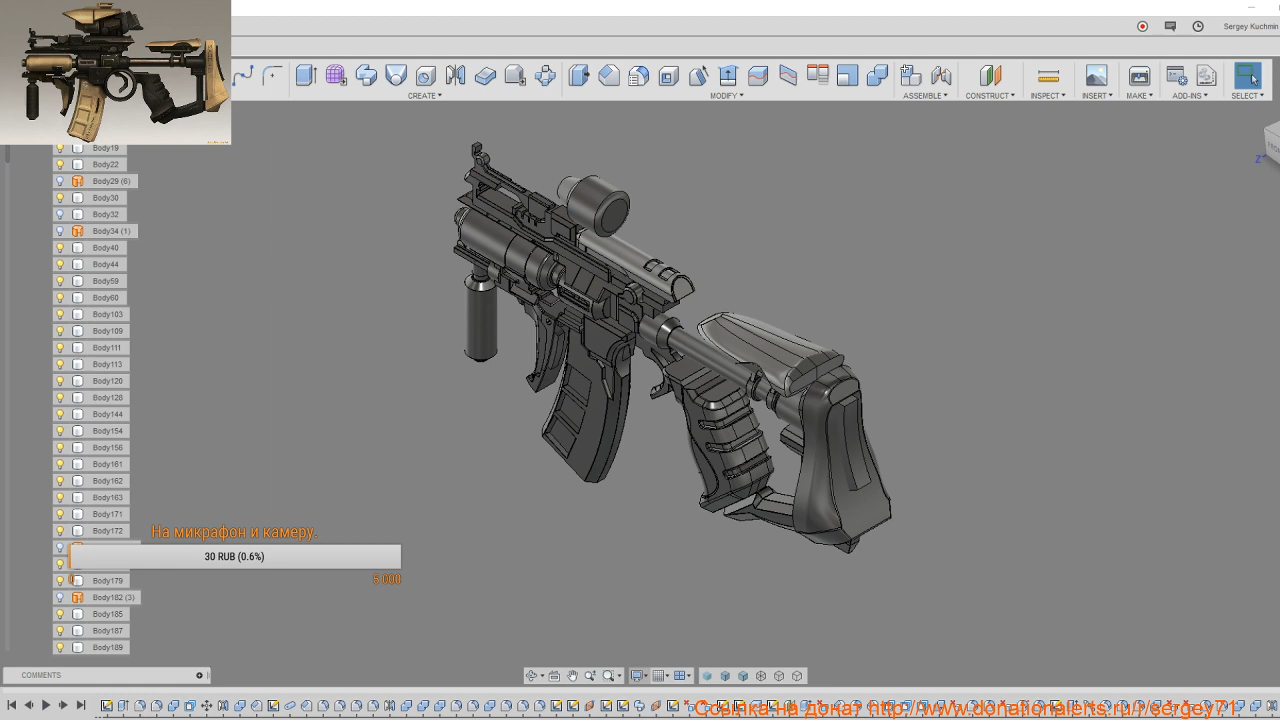 Sergey Kuchmin
CREATE ▾
MODIFY ▾
ASSEMBLE ▾
CONSTRUCT ▾
INSPECT ▾
INSERT ▾
MAKE ▾
ADD-INS ▾
SELECT ▾
Body19
Body22
Body29 (6)
Body30
Body32
Body34 (1)
Body40
Body44
Body59
Body60
Body103
Body109
Body111
Body113
Body120
Body128
Body144
Body154
Body156
Body161
Body162
Body163
Body171
Body172
На микрафон и камеру.
30 RUB (0.6%)
0
5 000
Body179
Body182 (3)
Body185
Body187
Body189
COMMENTS
Ссылка на дона? http://www.donationalerts.ru/r/sergey71